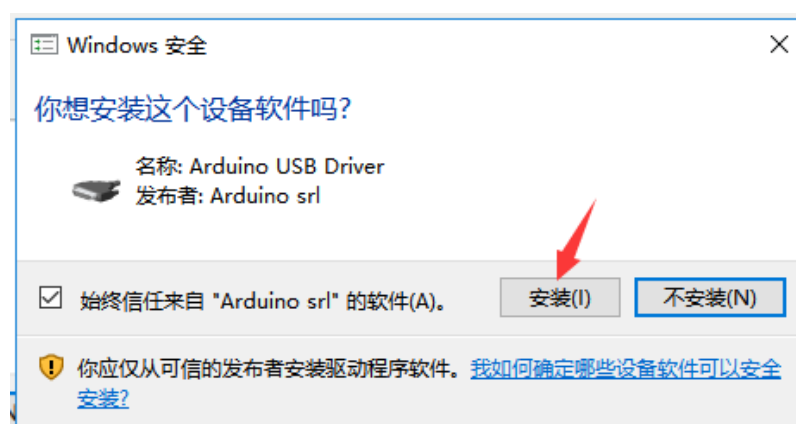 Windows 安全
你想安装这个设备软件吗?
名称: Arduino USB Driver
发布者: Arduino srl
始终信任来自 "Arduino srl" 的软件(A)。
安装(I)
不安装(N)
你应仅从可信的发布者安装驱动程序软件。我如何确定哪些设备软件可以安全
安装?